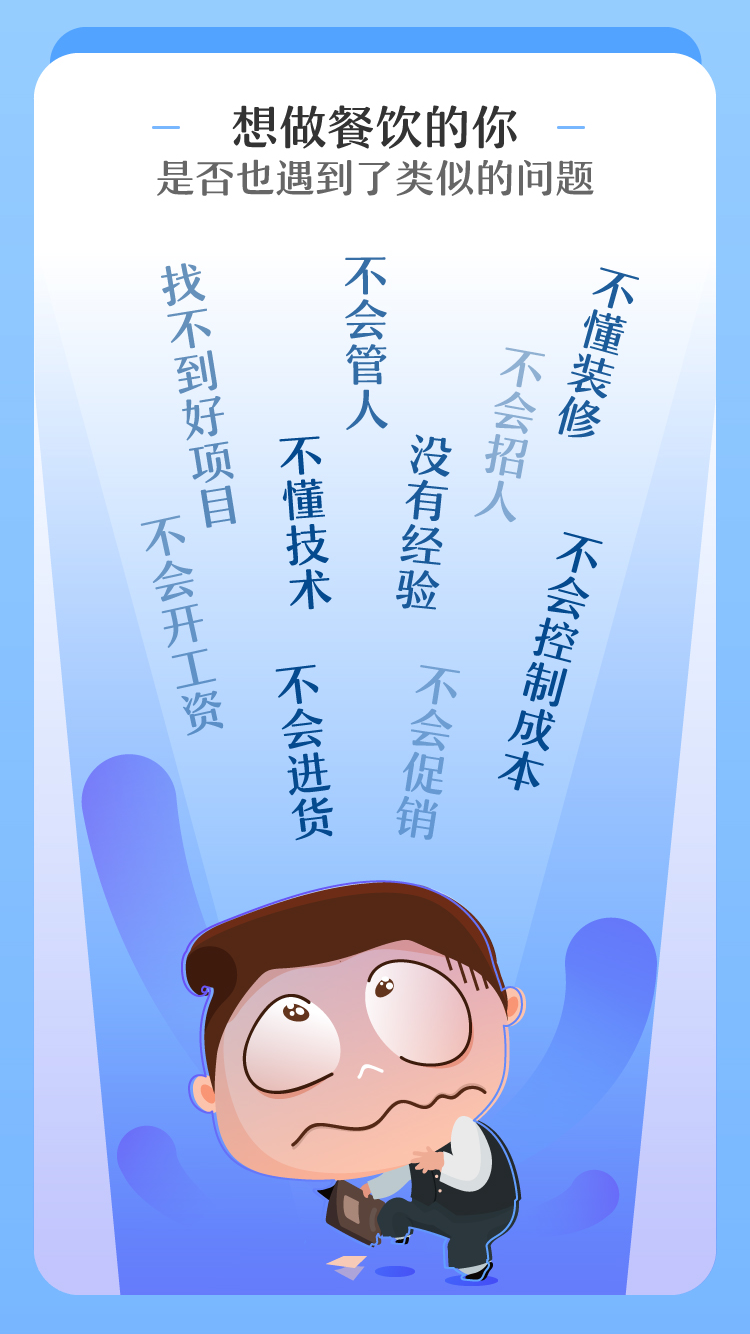 想做餐饮的你
是否也遇到了类似的问题
找不到好项目
不会管人
不懂装修
不会招人
不懂技术
没有经验
不会开工资
不会控制成本
不会进货
不会促销